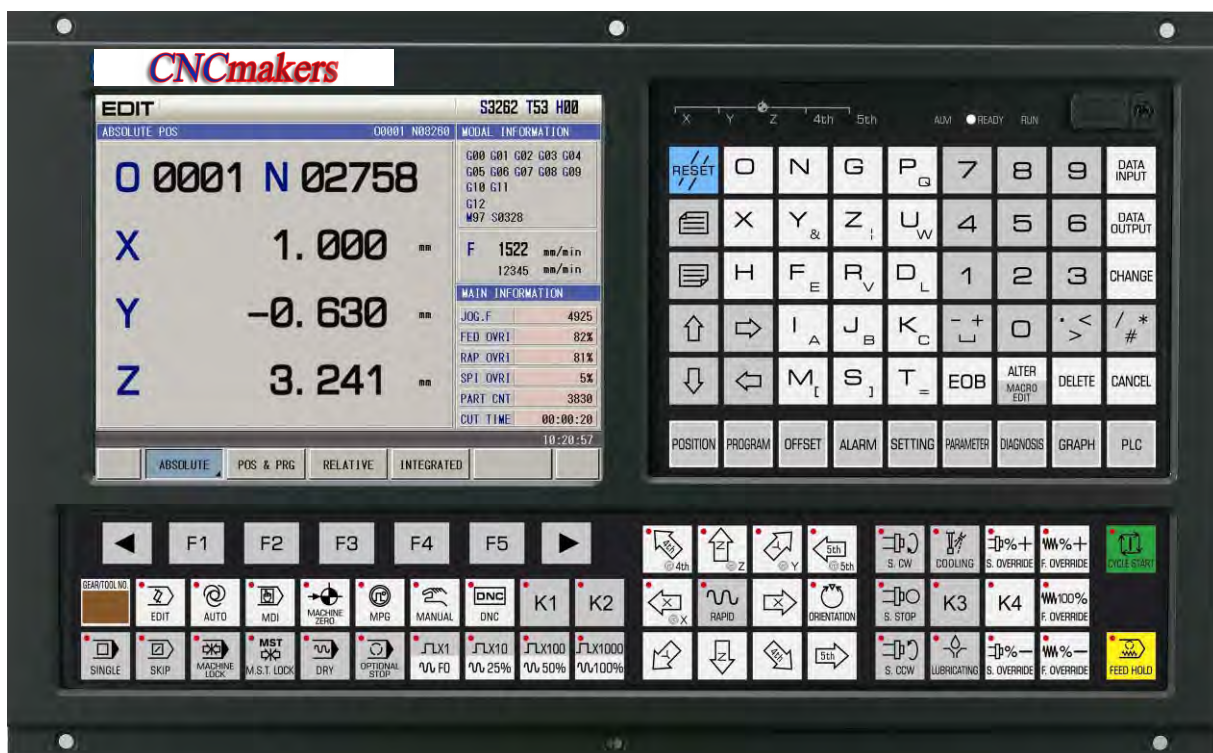 CNCmakers
EDIT
S3262 T53 H00
ABSOLUTE POS
O0001 N08260
MODAL INFORMATION
O 0001 N 02758
X 1.000 mm
Y -0.630 mm
Z 3.241 mm
G00 G01 G02 G03 G04
G05 G06 G07 G08 G09
G10 G11
G12
M97 S0328
F 1522 mm/min
12345 mm/min
MAIN INFORMATION
JOG.F 4925
FED OVRI 82%
RAP OVRI 81%
SPI OVRI 5%
PART CNT 3830
CUT TIME 00:00:20
10:20:57
ABSOLUTE POS & PRG RELATIVE INTEGRATED
X Y Z 4th 5th ALM READY RUN
// RESET // O N G P Q 7 8 9 DATA INPUT
X Y & Z ; U W 4 5 6 DATA OUTPUT
H F E R V D L 1 2 3 CHANGE
I A J B K C - + 0 . < > / * #
M [ S ] T = EOB ALTER MACRO EDIT DELETE CANCEL
POSITION PROGRAM OFFSET ALARM SETTING PARAMETER DIAGNOSIS GRAPH PLC
F1 F2 F3 F4 F5
GEAR/TOOL NO. EDIT AUTO MDI MACHINE ZERO MPG MANUAL DNC DNC K1 K2
SINGLE SKIP MACHINE LOCK MST M.S.T. LOCK DRY OPTIONAL STOP X1 F0 X10 25% X100 50% X1000 100%
4th 4th Z Z Y Y 5th 5th
X X RAPID X ORIENTATION
Y Z 4th 5th
S. CW COOLING %+ S. OVERRIDE %+ F. OVERRIDE CYCLE START
S. STOP K3 K4 100% F. OVERRIDE
S. CCW LUBRICATING %- S. OVERRIDE %- F. OVERRIDE FEED HOLD